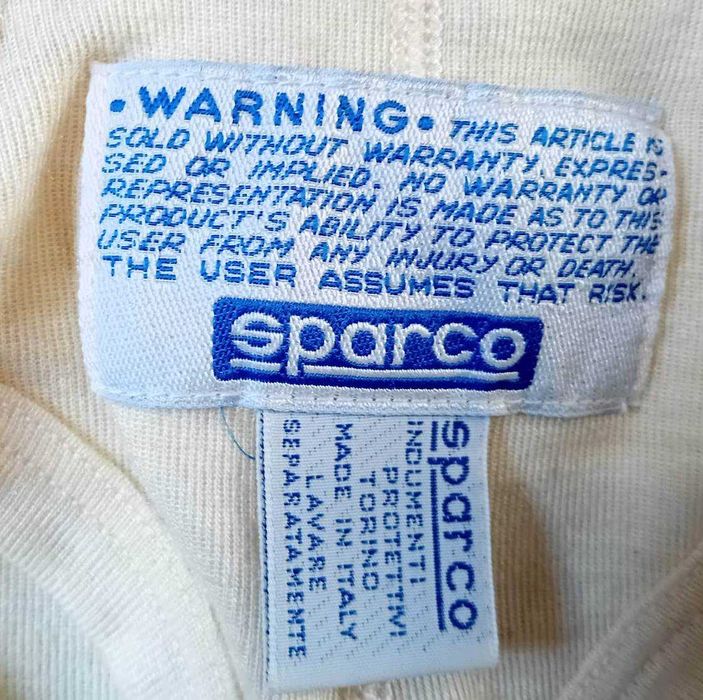 •WARNING• THIS ARTICLE IS
SOLD WITHOUT WARRANTY, EXPRES-
SED OR IMPLIED. NO WARRANTY OR
REPRESENTATION IS MADE AS TO THIS
PRODUCT'S ABILITY TO PROTECT THE
USER FROM ANY INJURY OR DEATH.
THE USER ASSUMES THAT RISK.
sparco
sparco
INDUMENTI
PROTETTIVI
TORINO
MADE IN ITALY
LAVARE
SEPARATAMENTE